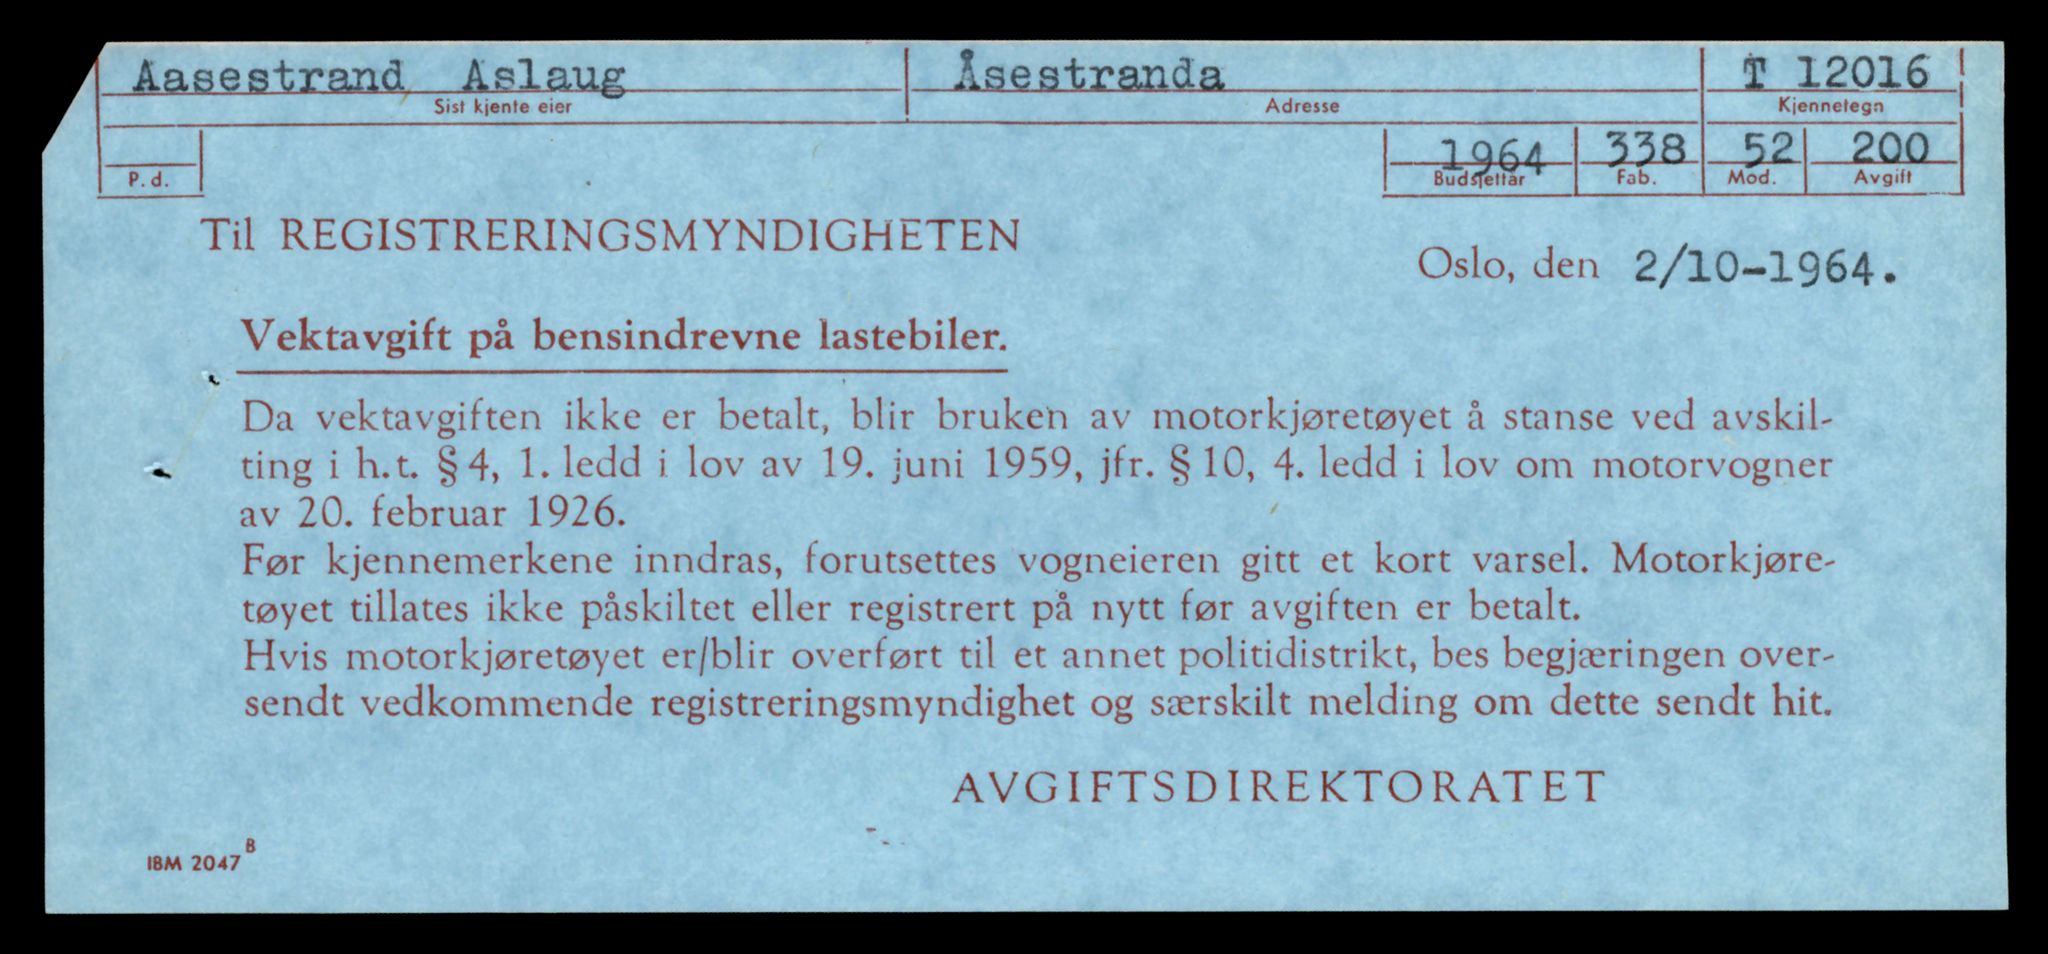 Aasestrand Aslaug Åsestranda T 12016
Sist kjente eier Adresse Kjennetegn
1964 338 52 200
P. d. Budsjettår Fab. Mod. Avgift
Til REGISTRERINGSMYNDIGHETEN
Oslo, den 2/10-1964.
Vektavgift på bensindrevne lastebiler.
Da vektavgiften ikke er betalt, blir bruken av motorkjøretøyet å stanse ved avskil-
ting i h. t. § 4, 1. ledd i lov av 19. juni 1959, jfr. § 10, 4. ledd i lov om motorvogner
av 20. februar 1926.
Før kjennemerkene inndras, forutsettes vogneieren gitt et kort varsel. Motorkjøre-
tøyet tillates ikke påskiltet eller registrert på nytt før avgiften er betalt.
Hvis motorkjøretøyet er/blir overført til et annet politidistrikt, bes begjæringen over-
sendt vedkommende registreringsmyndighet og særskilt melding om dette sendt hit.
AVGIFTSDIREKTORATET
IBM 2047 B